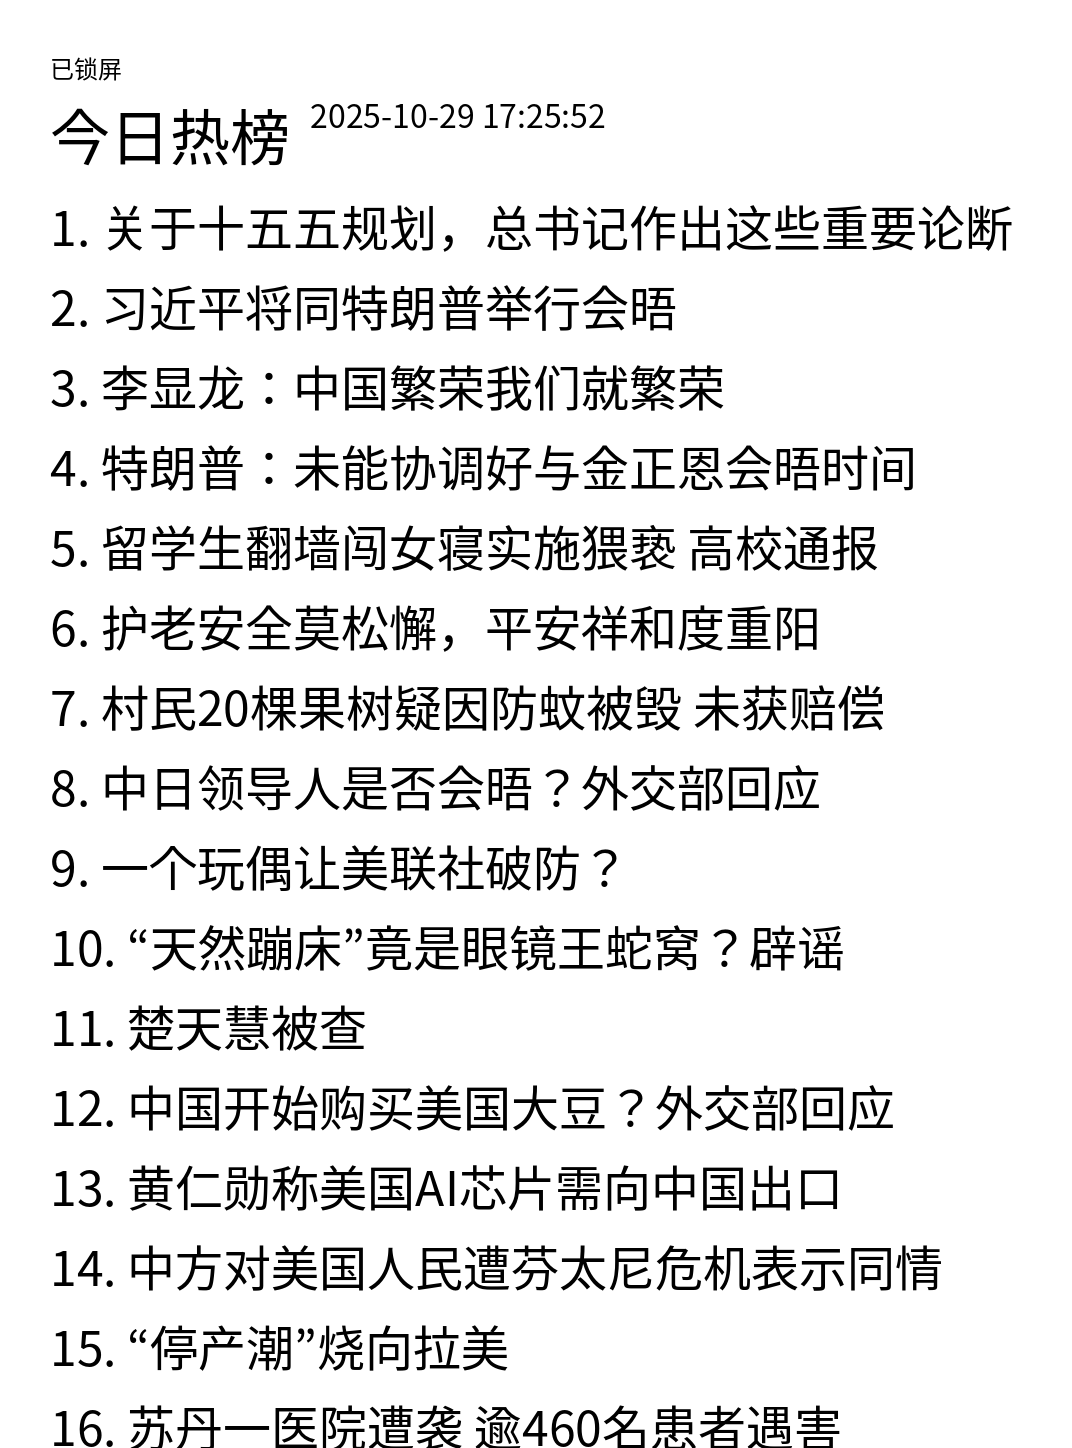 已锁屏
今日热榜 2025-10-29 17:25:52
1. 关于十五五规划，总书记作出这些重要论断
2. 习近平将同特朗普举行会晤
3. 李显龙：中国繁荣我们就繁荣
4. 特朗普：未能协调好与金正恩会晤时间
5. 留学生翻墙闯女寝实施猥亵 高校通报
6. 护老安全莫松懈，平安祥和度重阳
7. 村民20棵果树疑因防蚊被毁 未获赔偿
8. 中日领导人是否会晤？外交部回应
9. 一个玩偶让美联社破防？
10. “天然蹦床”竟是眼镜王蛇窝？辟谣
11. 楚天慧被查
12. 中国开始购买美国大豆？外交部回应
13. 黄仁勋称美国AI芯片需向中国出口
14. 中方对美国人民遭芬太尼危机表示同情
15. “停产潮”烧向拉美
16. 苏丹一医院遭袭 逾460名患者遇害